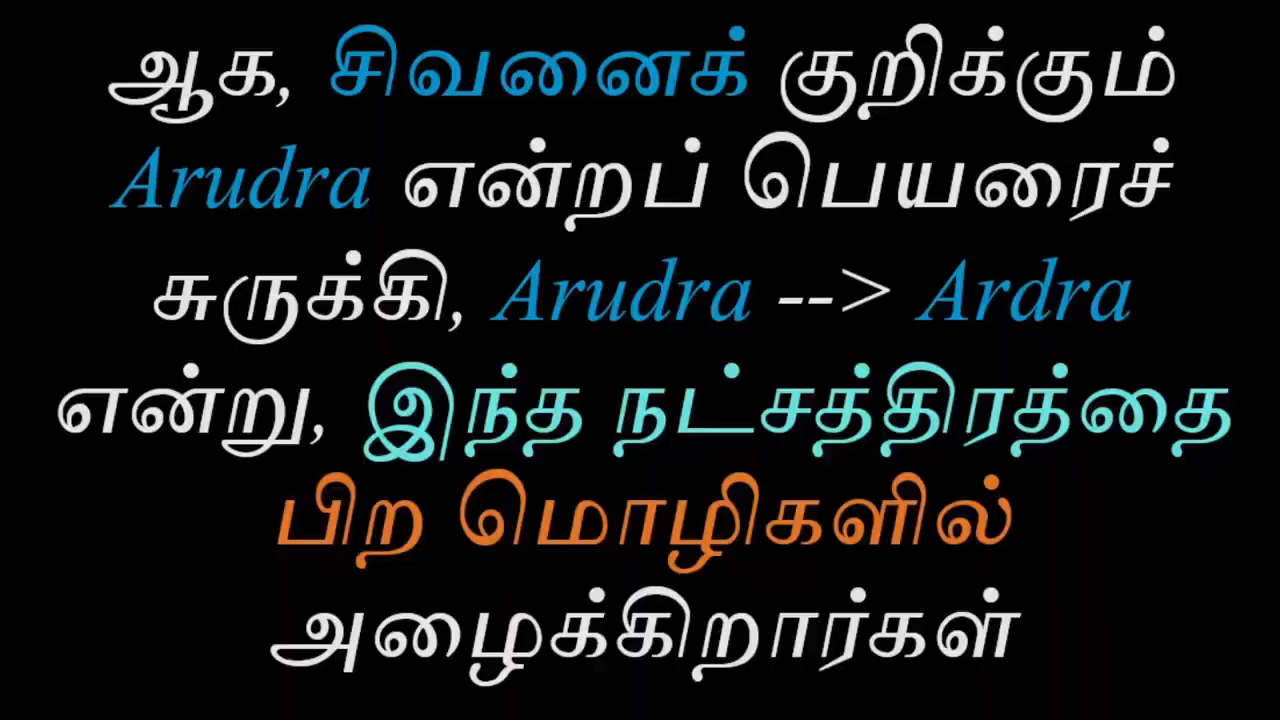 ஆக, சிவனைக் குறிக்கும்
Arudra என்றப் பெயரைச்
சுருக்கி, Arudra --> Ardra
என்று, இந்த நட்சத்திரத்தை
பிற மொழிகளில்
அழைக்கிறார்கள்